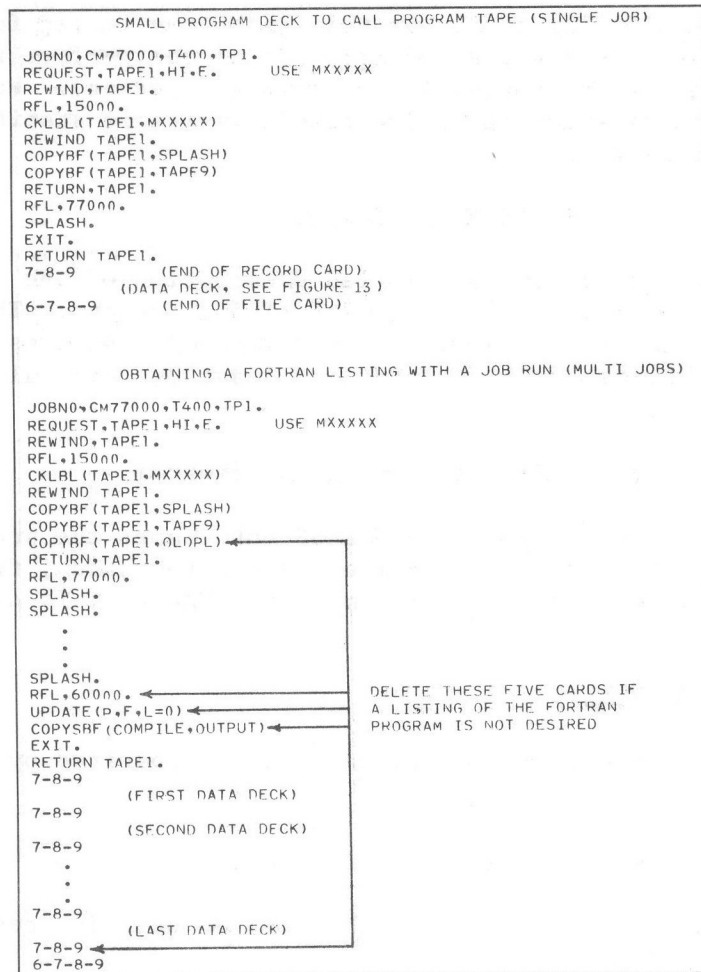 SMALL PROGRAM DECK TO CALL PROGRAM TAPE (SINGLE JOB)
JOBNO,CM77000,T400,TP1.
REQUEST,TAPE1,HI,E. USE MXXXXX
REWIND,TAPE1.
RFL,15000.
CKLBL(TAPE1,MXXXXX)
REWIND TAPE1.
COPYBF(TAPE1,SPLASH)
COPYBF(TAPE1,TAPE9)
RETURN,TAPE1.
RFL,77000.
SPLASH.
EXIT.
RETURN TAPE1.
7-8-9 (END OF RECORD CARD)
(DATA DECK, SEE FIGURE 13)
6-7-8-9 (END OF FILE CARD)
OBTAINING A FORTRAN LISTING WITH A JOB RUN (MULTI JOBS)
JOBNO,CM77000,T400,TP1.
REQUEST,TAPE1,HI,E. USE MXXXXX
REWIND,TAPE1.
RFL,15000.
CKLBL(TAPE1,MXXXXX)
REWIND TAPE1.
COPYBF(TAPE1,SPLASH)
COPYBF(TAPE1,TAPE9)
COPYBF(TAPE1,OLDPL)
RETURN,TAPE1.
RFL,77000.
SPLASH.
SPLASH.
.
.
.
SPLASH.
RFL,60000.
UPDATE(P,F,L=0)
COPYSBF(COMPILE,OUTPUT)
DELETE THESE FIVE CARDS IF
A LISTING OF THE FORTRAN
PROGRAM IS NOT DESIRED
EXIT.
RETURN TAPE1.
7-8-9
(FIRST DATA DECK)
7-8-9
(SECOND DATA DECK)
7-8-9
.
.
.
7-8-9
(LAST DATA DECK)
7-8-9
6-7-8-9